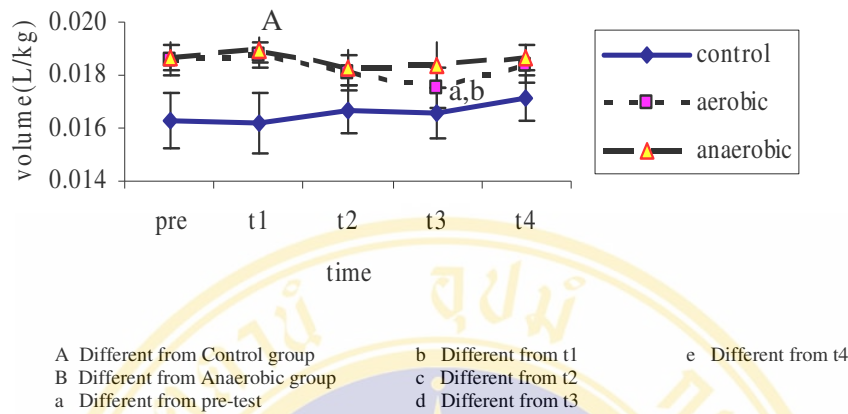 0.020
0.018
0.016
0.014
volume(L/kg)
A
a,b
pre t1 t2 t3 t4
time
control
aerobic
anaerobic
A Different from Control group b Different from t1 e Different from t4
B Different from Anaerobic group c Different from t2
a Different from pre-test d Different from t3